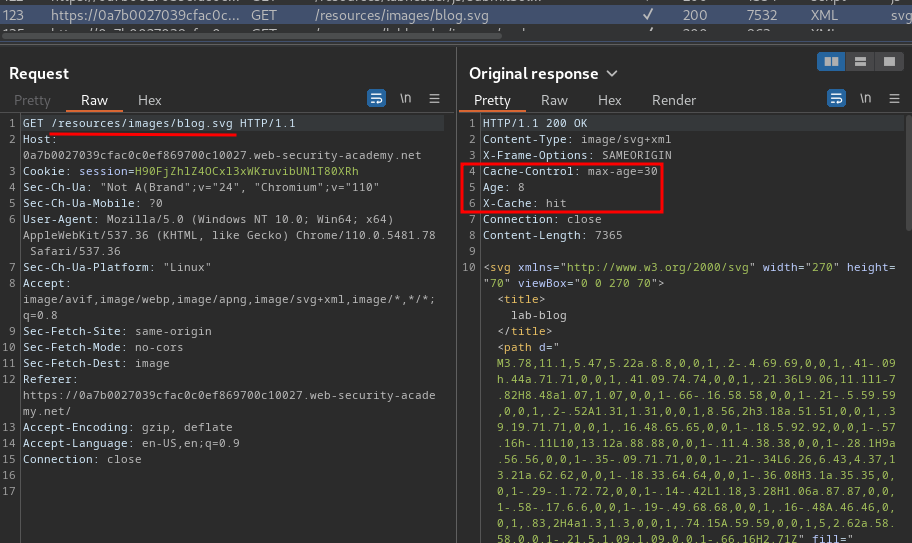 123 https://0a7b0027039cfac0c... GET /resources/images/blog.svg ✓ 200 7532 XML svg
Request
Original response
Pretty Raw Hex
\n
Pretty Raw Hex Render
\n
1 GET /resources/images/blog.svg HTTP/1.1
2 Host:
0a7b0027039cfac0c0ef869700c10027.web-security-academy.net
3 Cookie: session=H90FjZhlZ4OCxl3xWKruvibUN1T80XRh
4 Sec-Ch-Ua: "Not A(Brand";v="24", "Chromium";v="110"
5 Sec-Ch-Ua-Mobile: ?0
6 User-Agent: Mozilla/5.0 (Windows NT 10.0; Win64; x64)
AppleWebKit/537.36 (KHTML, like Gecko) Chrome/110.0.5481.78
Safari/537.36
7 Sec-Ch-Ua-Platform: "Linux"
8 Accept:
image/avif,image/webp,image/apng,image/svg+xml,image/*,*/*;
q=0.8
9 Sec-Fetch-Site: same-origin
10 Sec-Fetch-Mode: no-cors
11 Sec-Fetch-Dest: image
12 Referer:
https://0a7b0027039cfac0c0ef869700c10027.web-security-acade
my.net/
13 Accept-Encoding: gzip, deflate
14 Accept-Language: en-US,en;q=0.9
15 Connection: close
16
17
1 HTTP/1.1 200 OK
2 Content-Type: image/svg+xml
3 X-Frame-Options: SAMEORIGIN
4 Cache-Control: max-age=30
5 Age: 8
6 X-Cache: hit
7 Connection: close
8 Content-Length: 7365
9
10 <svg xmlns="http://www.w3.org/2000/svg" width="270" height=
"70" viewBox="0 0 270 70">
<title>
lab-blog
</title>
<path d="
M3.78,11.1,5.47,5.22a.8.8,0,0,1,.2-.4.69.69,0,0,1,.41-.09
h.44a.71.71,0,0,1,.41.09.74.74,0,0,1,.21.36L9.06,11.111-7
.82H8.48a1.07,1.07,0,0,1-.66-.16.58.58,0,0,1-.21-.5.59.59
,0,0,1,.2-.52A1.31,1.31,0,0,1,8.56,2h3.18a.51.51,0,0,1,.3
9.19.71.71,0,0,1,.16.48.65.65,0,0,1-.18.5.92.92,0,0,1-.57
.16h-.11L10,13.12a.88.88,0,0,1-.11.4.38.38,0,0,1-.28.1H9a
.56.56,0,0,1-.35-.09.71.71,0,0,1-.21-.34L6.26,6.43,4.37,1
3.21a.62.62,0,0,1-.18.33.64.64,0,0,1-.36.08H3.1a.35.35,0,
0,1-.29-.1.72.72,0,0,1-.14-.42L1.18,3.28H1.06a.87.87,0,0,
1-.58-.17.6.6,0,0,1-.19-.49.68.68,0,0,1,.16-.48A.46.46,0,
0,1,.83,2H4a1.3,1.3,0,0,1,.74.15A.59.59,0,0,1,5,2.62a.58.
58,0,0,1-.21.5,1.09,1.09,0,0,1-.66.16H2.71Z" fill="